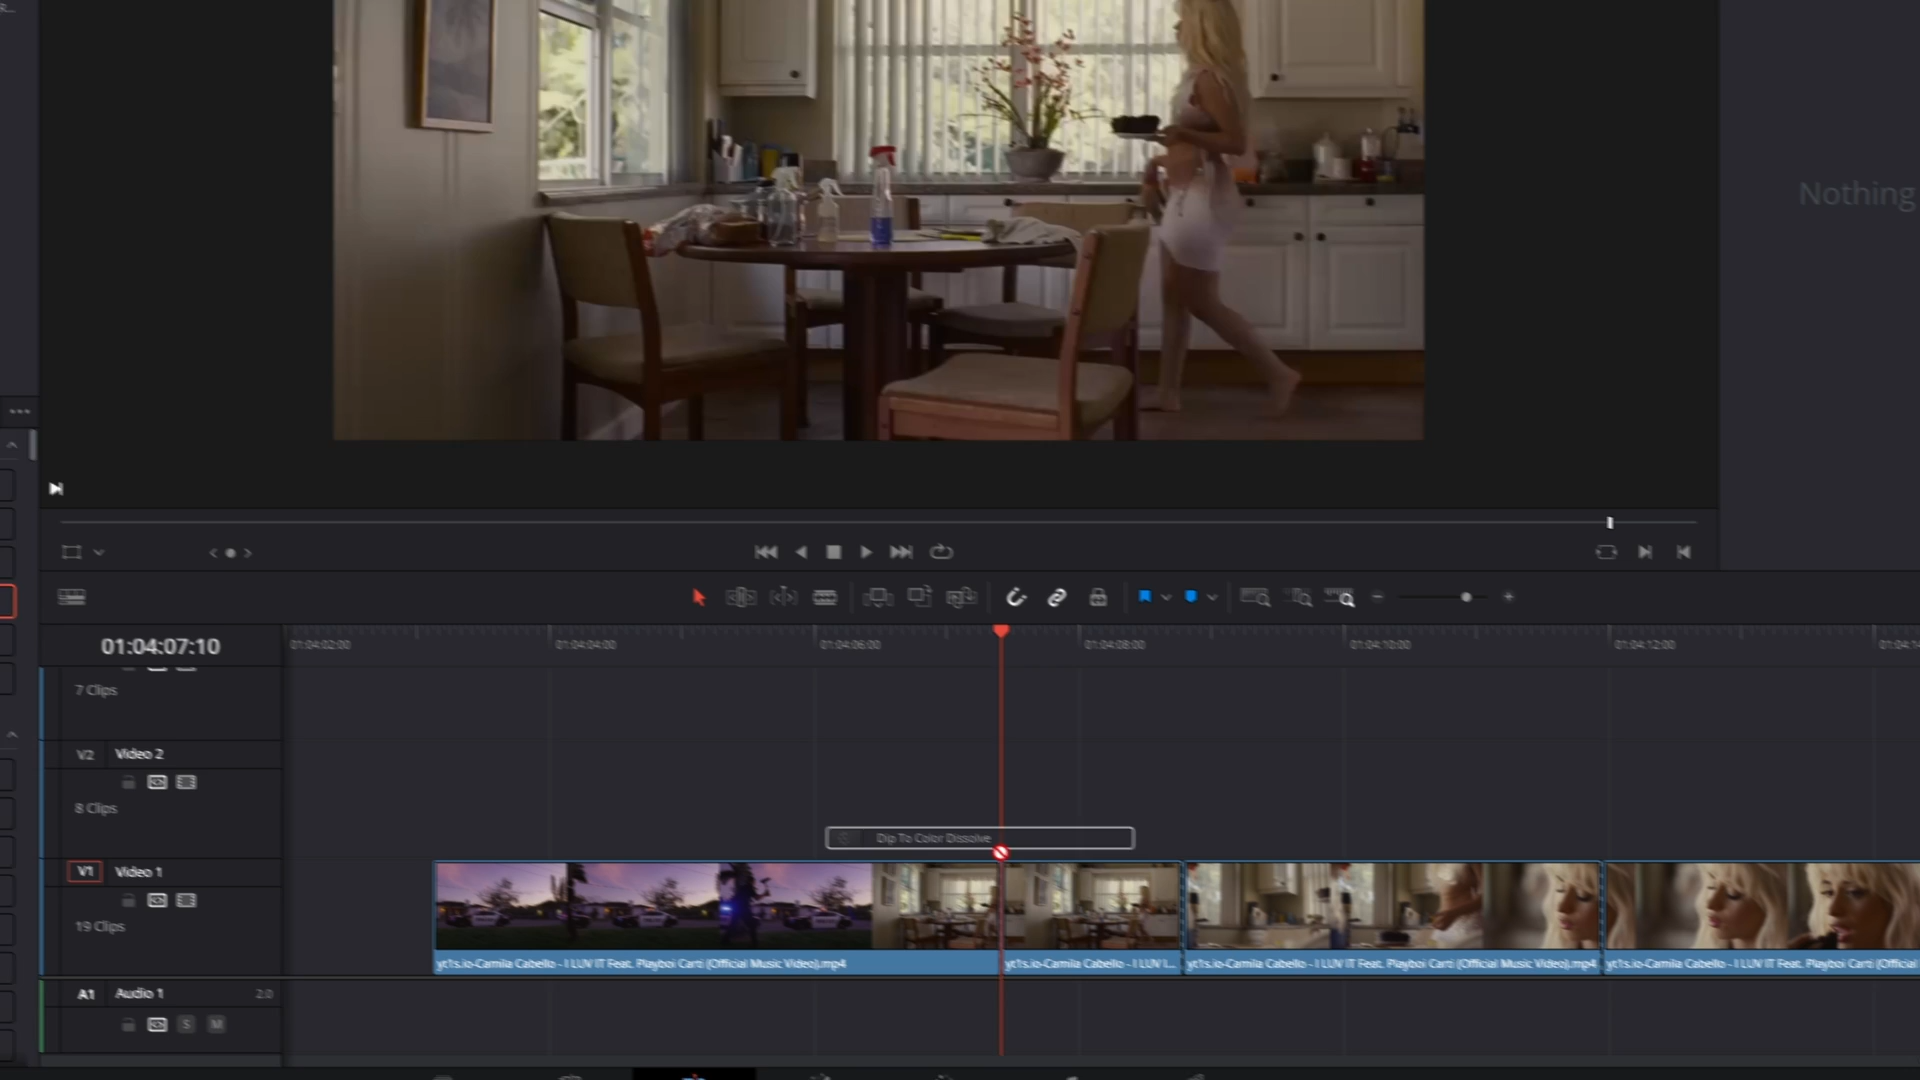 Nothing
01:04:07:10
01:04:02:00
01:04:04:00
01:04:06:00
01:04:08:00
01:04:10:00
01:04:12:00
01:04:14
7 Clips
V2 Video 2
8 Clips
Dip To Color Dissolve
V1 Video 1
19 Clips
yt1s.io-Camila Cabello - I LUV IT Feat. Playboi Carti (Official Music Video).mp4
yt1s.io-Camila Cabello - I LUV I...
yt1s.io-Camila Cabello - I LUV IT Feat. Playboi Carti (Official Music Video).mp4
yt1s.io-Camila Cabello - I LUV IT Feat. Playboi Carti (Official
A1 Audio 1 2.0
S M